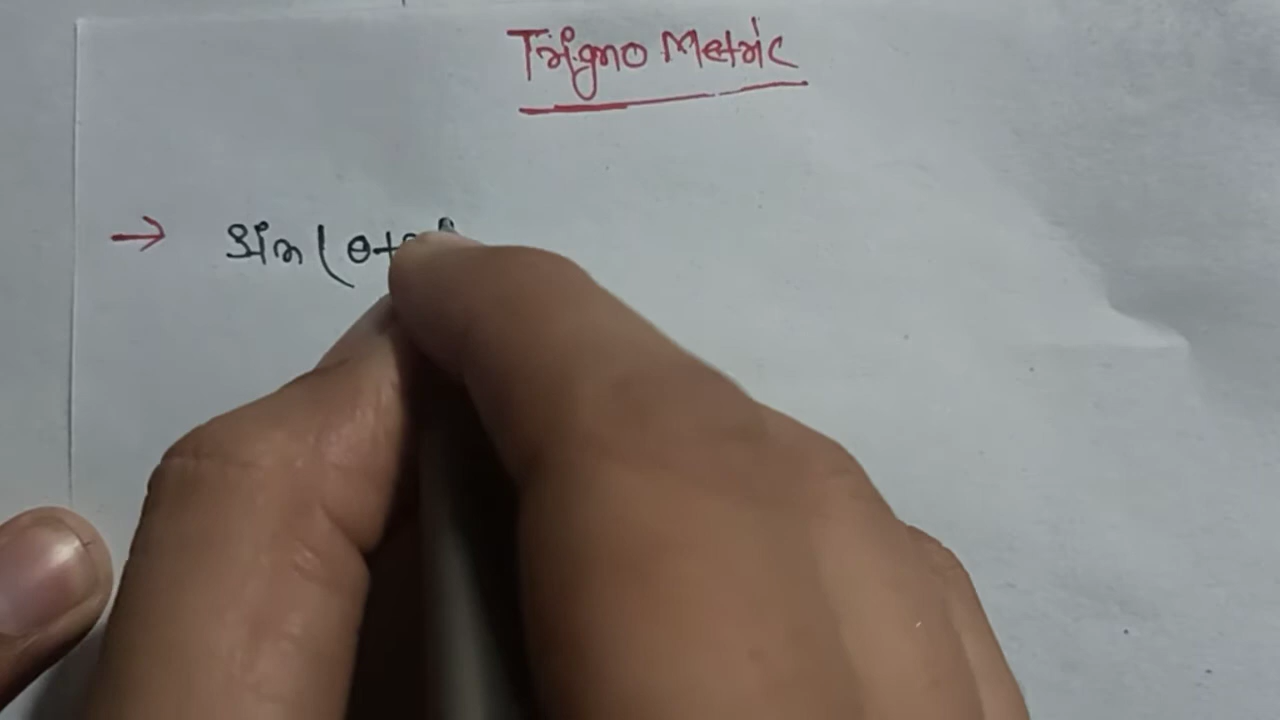 Trigno Metric
→ sin(θ+